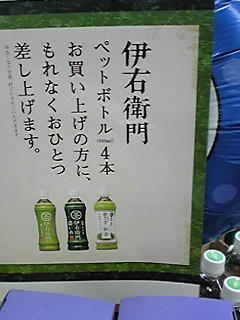 伊右衛門
ペットボトル(500ml)4本
お買い上げの方に、
もれなくおひとつ
差し上げます。